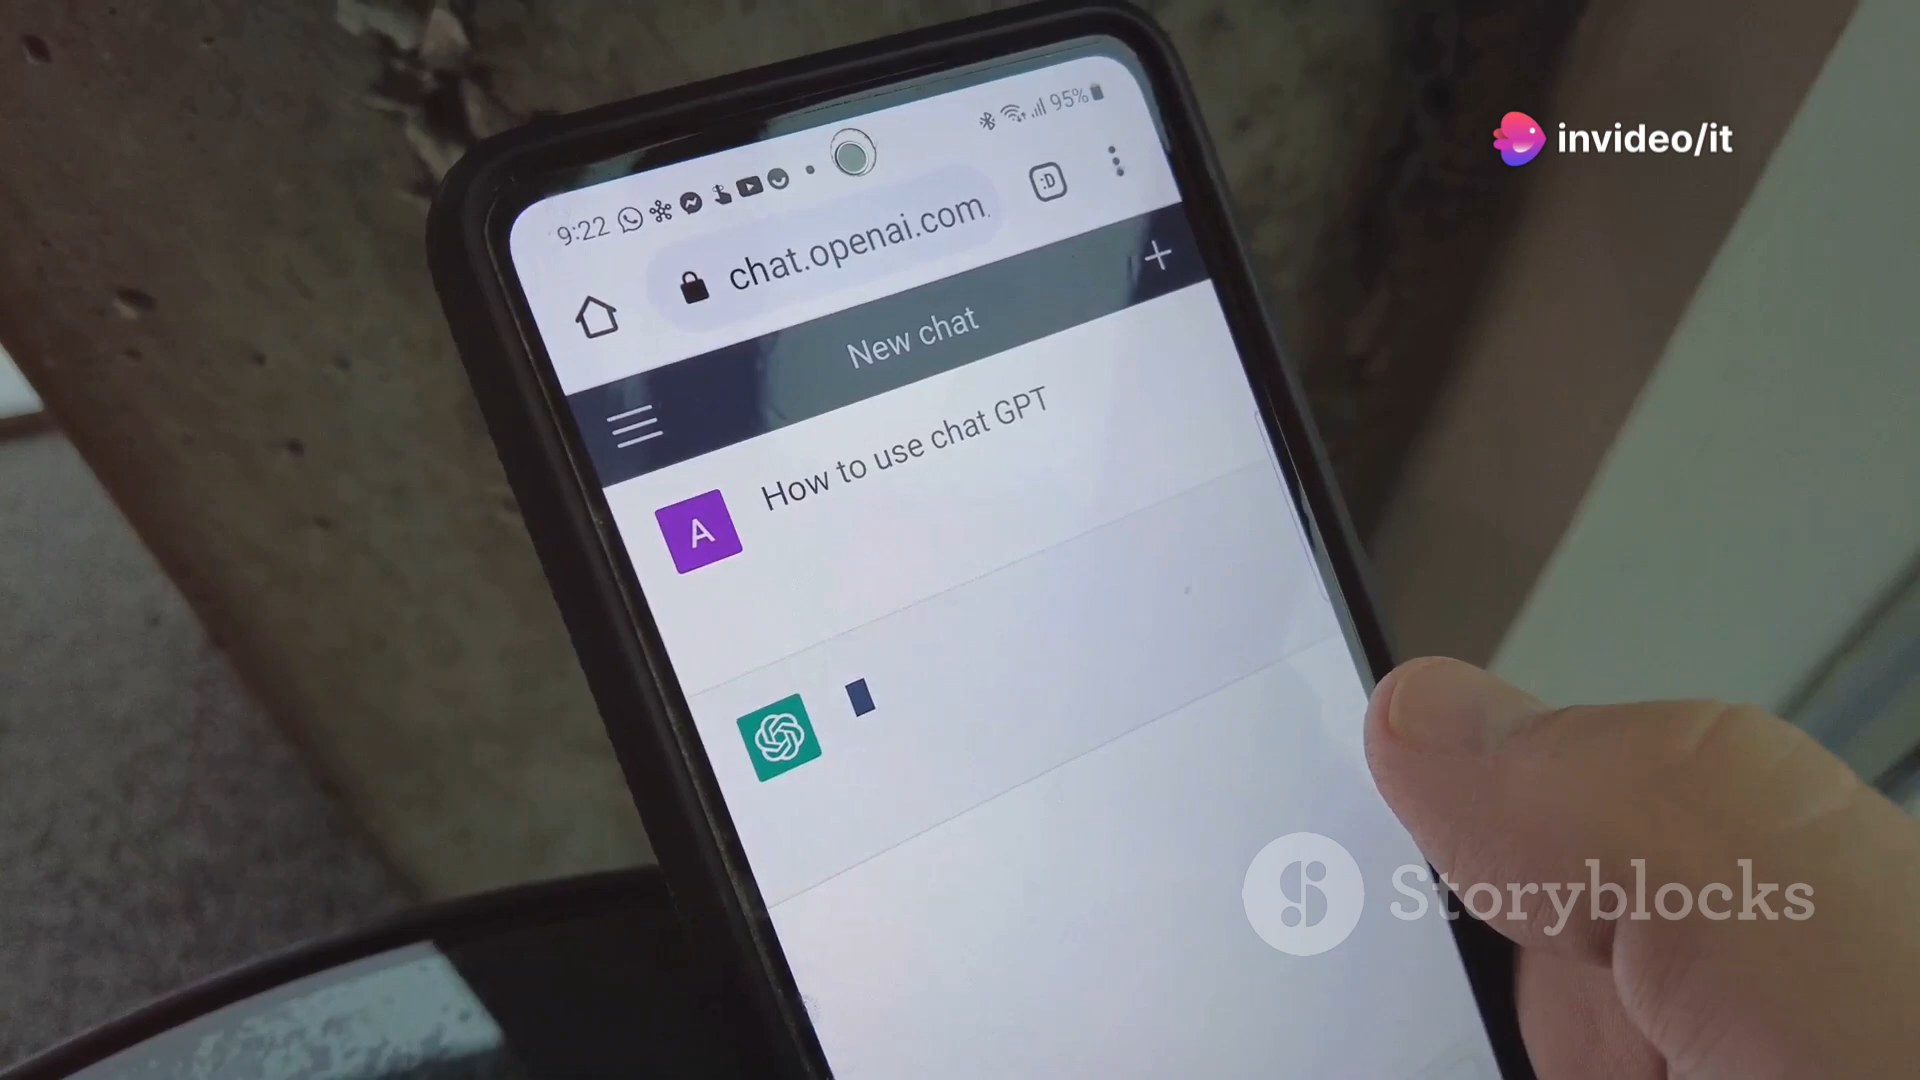 invideo/it
9:22 95%
chat.openai.com
:D
New chat
How to use chat GPT
A
Storyblocks